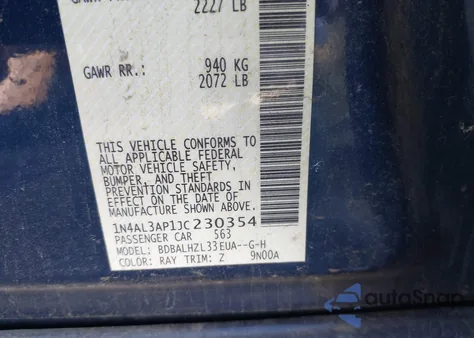 2227 LB
GAWR RR.: 940 KG
2072 LB
THIS VEHICLE CONFORMS TO
ALL APPLICABLE FEDERAL
MOTOR VEHICLE SAFETY,
BUMPER, AND THEFT
PREVENTION STANDARDS IN
EFFECT ON THE DATE OF
MANUFACTURE SHOWN ABOVE.
1N4AL3AP1JC230354
PASSENGER CAR S63
MODEL: BDBALHZL33EUA--G-H
COLOR: RAY TRIM: Z 9N00A
autoSnap